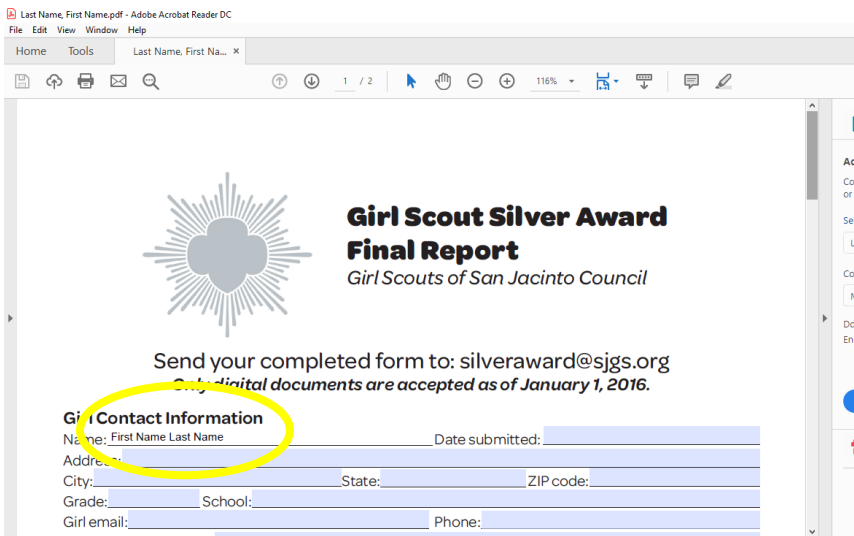 Last Name, First Name.pdf - Adobe Acrobat Reader DC
File Edit View Window Help
Home Tools Last Name, First Na... ×
1 / 2 116%
Girl Scout Silver Award
Final Report
Girl Scouts of San Jacinto Council
Send your completed form to: silveraward@sjgs.org
Only digital documents are accepted as of January 1, 2016.
Girl Contact Information
Name: First Name Last Name Date submitted:
Address:
City: State: ZIP code:
Grade: School:
Girl email: Phone: